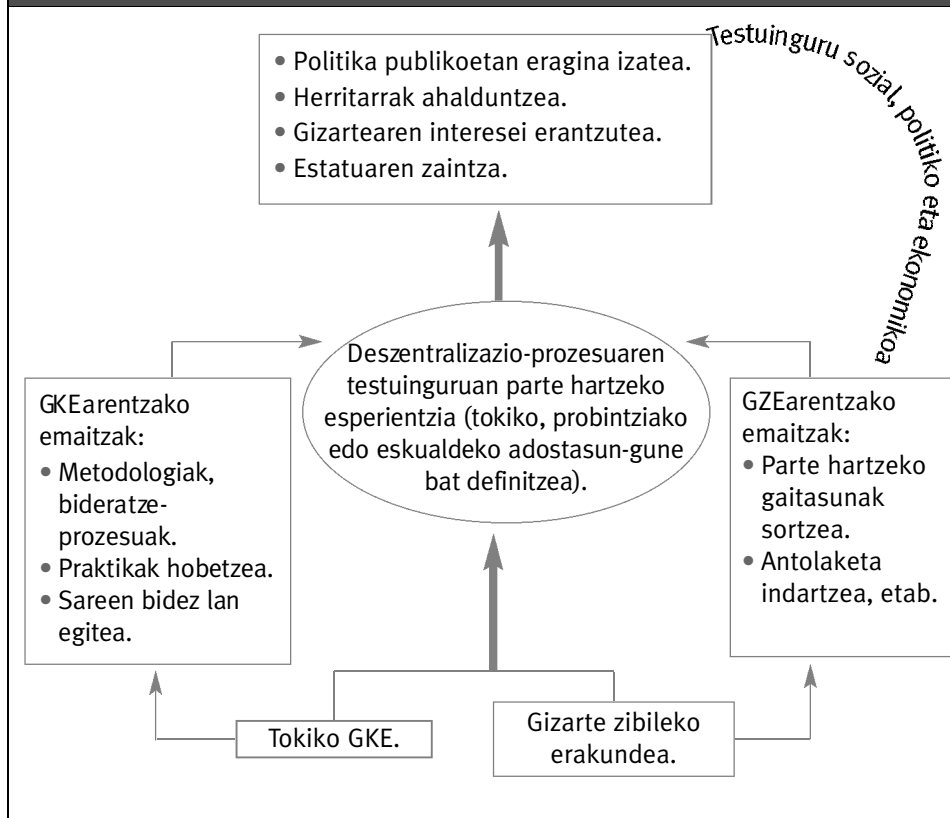 Testuinguru sozial, politiko eta ekonomikoa
• Politika publikoetan eragina izatea.
• Herritarrak ahalduntzea.
• Gizartearen interesei erantzutea.
• Estatuaren zaintza.
Deszentralizazio-prozesuaren
testuinguruan parte hartzeko
esperientzia (tokiko, probintziako
edo eskualdeko adostasun-gune
bat definitzea).
GKEarentzako
emaitzak:
• Metodologiak,
bideratze-
prozesuak.
• Praktikak hobetzea.
• Sareen bidez lan
egitea.
GZEarentzako
emaitzak:
• Parte hartzeko
gaitasunak
sortzea.
• Antolaketa
indartzea, etab.
Tokiko GKE.
Gizarte zibileko
erakundea.